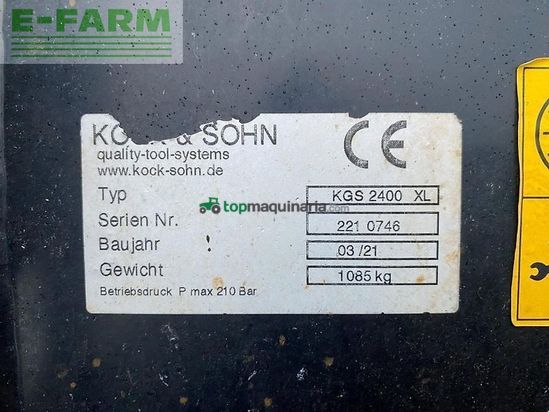 E-FARM
KOCK & SOHN
quality-tool-systems
www.kock-sohn.de
CE
Typ KGS 2400 XL
topmaquinaria.com
Serien Nr. 221 0746
Baujahr 03/21
Gewicht 1085 kg
Betriebsdruck P max 210 Bar